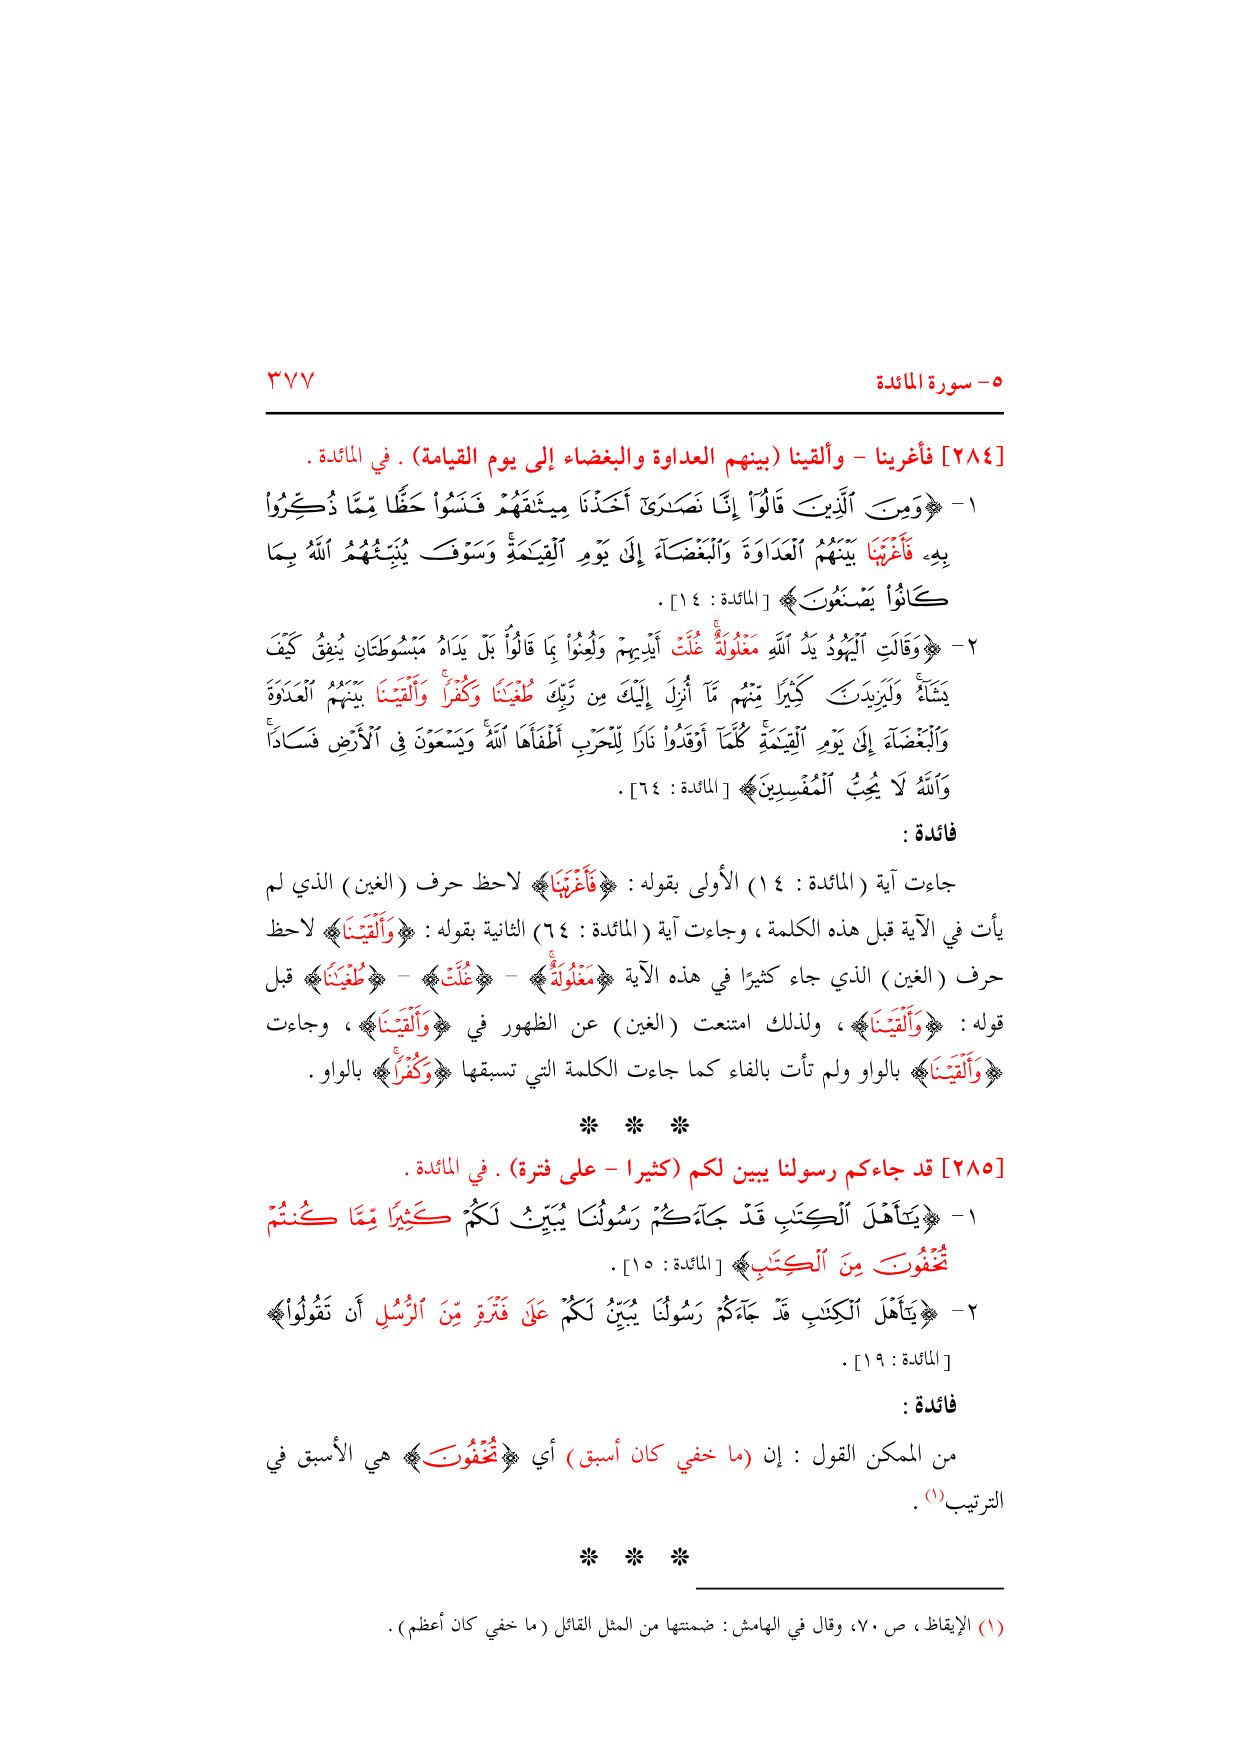 ٥- سورة المائدة ٣٧٧
[٢٨٤] فأغرينا - وألقينا (بينهم العداوة والبغضاء إلى يوم القيامة) . في المائدة .
١- ﴿وَمِنَ ٱلَّذِينَ قَالُوٓاْ إِنَّا نَصَٰرَىٰٓ أَخَذۡنَا مِيثَٰقَهُمۡ فَنَسُواْ حَظّٗا مِّمَّا ذُكِّرُواْ
بِهِۦ فَأَغۡرَيۡنَا بَيۡنَهُمُ ٱلۡعَدَاوَةَ وَٱلۡبَغۡضَآءَ إِلَىٰ يَوۡمِ ٱلۡقِيَٰمَةِۚ وَسَوۡفَ يُنَبِّئُهُمُ ٱللَّهُ بِمَا
كَانُواْ يَصۡنَعُونَ﴾ [المائدة: ١٤] .
٢- ﴿وَقَالَتِ ٱلۡيَهُودُ يَدُ ٱللَّهِ مَغۡلُولَةٌۚ غُلَّتۡ أَيۡدِيهِمۡ وَلُعِنُواْ بِمَا قَالُواْۘ بَلۡ يَدَاهُ مَبۡسُوطَتَانِ يُنفِقُ كَيۡفَ
يَشَآءُۚ وَلَيَزِيدَنَّ كَثِيرٗا مِّنۡهُم مَّآ أُنزِلَ إِلَيۡكَ مِن رَّبِّكَ طُغۡيَٰنٗا وَكُفۡرٗاۚ وَأَلۡقَيۡنَا بَيۡنَهُمُ ٱلۡعَدَٰوَةَ
وَٱلۡبَغۡضَآءَ إِلَىٰ يَوۡمِ ٱلۡقِيَٰمَةِۚ كُلَّمَآ أَوۡقَدُواْ نَارٗا لِّلۡحَرۡبِ أَطۡفَأَهَا ٱللَّهُۚ وَيَسۡعَوۡنَ فِي ٱلۡأَرۡضِ فَسَادٗاۚ
وَٱللَّهُ لَا يُحِبُّ ٱلۡمُفۡسِدِينَ﴾ [المائدة: ٦٤] .
فائدة :
جاءت آية (المائدة: ١٤) الأولى بقوله : ﴿فَأَغۡرَيۡنَا﴾ لاحظ حرف (الغين) الذي لم
يأت في الآية قبل هذه الكلمة ، وجاءت آية (المائدة: ٦٤) الثانية بقوله : ﴿وَأَلۡقَيۡنَا﴾ لاحظ
حرف (الغين) الذي جاء كثيرًا في هذه الآية ﴿مَغۡلُولَةٌۚ﴾ - ﴿غُلَّتۡ﴾ - ﴿طُغۡيَٰنٗا﴾ قبل
قوله : ﴿وَأَلۡقَيۡنَا﴾ ، ولذلك امتنعت (الغين) عن الظهور في ﴿وَأَلۡقَيۡنَا﴾ ، وجاءت
﴿وَأَلۡقَيۡنَا﴾ بالواو ولم تأت بالفاء كما جاءت الكلمة التي تسبقها ﴿وَكُفۡرٗاۚ﴾ بالواو .
❊ ❊ ❊
[٢٨٥] قد جاءكم رسولنا يبين لكم (كثيرا - على فترة) . في المائدة .
١- ﴿يَٰٓأَهۡلَ ٱلۡكِتَٰبِ قَدۡ جَآءَكُمۡ رَسُولُنَا يُبَيِّنُ لَكُمۡ كَثِيرٗا مِّمَّا كُنتُمۡ
تُخۡفُونَ مِنَ ٱلۡكِتَٰبِ﴾ [المائدة: ١٥] .
٢- ﴿يَٰٓأَهۡلَ ٱلۡكِتَٰبِ قَدۡ جَآءَكُمۡ رَسُولُنَا يُبَيِّنُ لَكُمۡ عَلَىٰ فَتۡرَةٖ مِّنَ ٱلرُّسُلِ أَن تَقُولُواْ﴾
[المائدة: ١٩] .
فائدة :
من الممكن القول : إن (ما خفي كان أسبق) أي ﴿تُخۡفُونَ﴾ هي الأسبق في
الترتيب(١) .
❊ ❊ ❊
(١) الإيقاظ ، ص ٧٠، وقال في الهامش : ضمنتها من المثل القائل (ما خفي كان أعظم) .